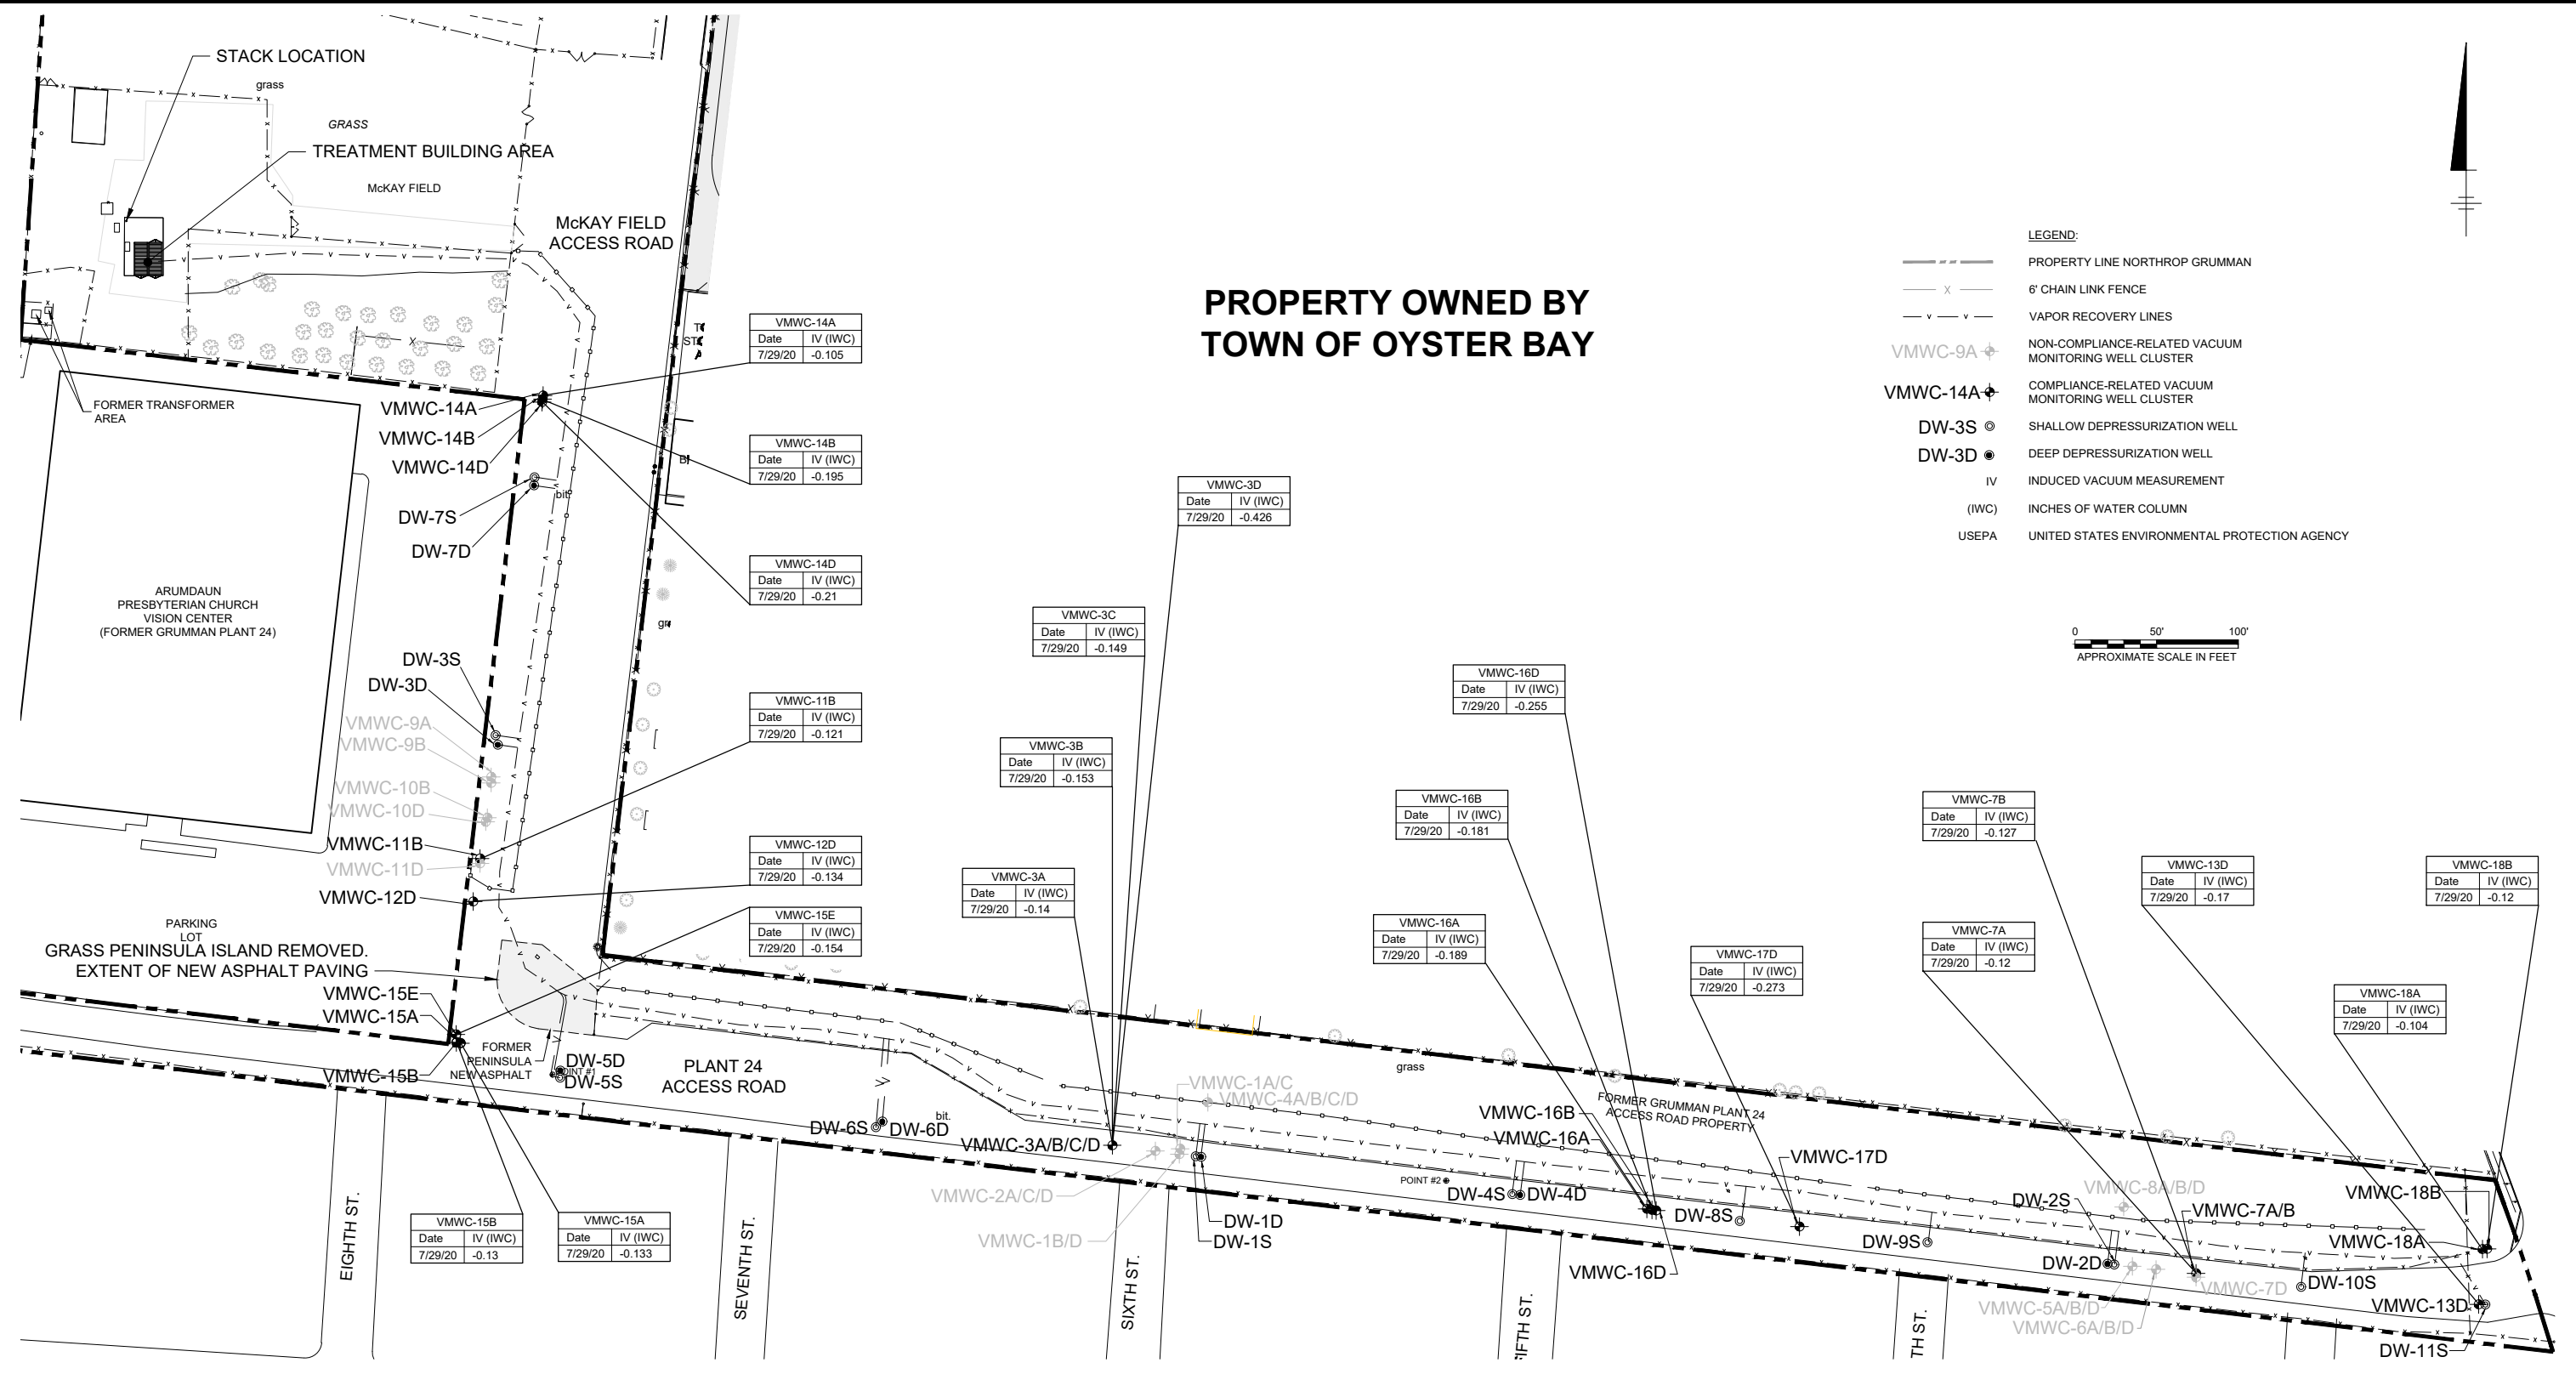 STACK LOCATION
grass
GRASS
TREATMENT BUILDING AREA
McKAY FIELD
McKAY FIELD
ACCESS ROAD
PROPERTY OWNED BY
TOWN OF OYSTER BAY
LEGEND:
PROPERTY LINE NORTHROP GRUMMAN
X
6' CHAIN LINK FENCE
v v
VAPOR RECOVERY LINES
VMWC-9A
NON-COMPLIANCE-RELATED VACUUM
MONITORING WELL CLUSTER
VMWC-14A
COMPLIANCE-RELATED VACUUM
MONITORING WELL CLUSTER
DW-3S
SHALLOW DEPRESSURIZATION WELL
DW-3D
DEEP DEPRESSURIZATION WELL
IV
INDUCED VACUUM MEASUREMENT
(IWC)
INCHES OF WATER COLUMN
USEPA
UNITED STATES ENVIRONMENTAL PROTECTION AGENCY
0 50' 100'
APPROXIMATE SCALE IN FEET
FORMER TRANSFORMER
AREA
VMWC-14A
VMWC-14B
VMWC-14D
DW-7S
DW-7D
bit.
VMWC-14A
Date IV (IWC)
7/29/20 -0.105
VMWC-14B
Date IV (IWC)
7/29/20 -0.195
VMWC-14D
Date IV (IWC)
7/29/20 -0.21
ARUMDAUN
PRESBYTERIAN CHURCH
VISION CENTER
(FORMER GRUMMAN PLANT 24)
DW-3S
DW-3D
VMWC-9A
VMWC-9B
VMWC-10B
VMWC-10D
VMWC-11B
VMWC-11D
VMWC-12D
VMWC-11B
Date IV (IWC)
7/29/20 -0.121
VMWC-12D
Date IV (IWC)
7/29/20 -0.134
VMWC-15E
Date IV (IWC)
7/29/20 -0.154
PARKING
LOT
GRASS PENINSULA ISLAND REMOVED.
EXTENT OF NEW ASPHALT PAVING
VMWC-15E
VMWC-15A
VMWC-15B
FORMER
PENINSULA
NEW ASPHALT
DW-5D
DW-5S
PLANT 24
ACCESS ROAD
VMWC-15B
Date IV (IWC)
7/29/20 -0.13
VMWC-15A
Date IV (IWC)
7/29/20 -0.133
EIGHTH ST.
SEVENTH ST.
SIXTH ST.
VMWC-3D
Date IV (IWC)
7/29/20 -0.426
VMWC-3C
Date IV (IWC)
7/29/20 -0.149
VMWC-3B
Date IV (IWC)
7/29/20 -0.153
VMWC-3A
Date IV (IWC)
7/29/20 -0.14
DW-6S
DW-6D
bit.
VMWC-3A/B/C/D
VMWC-1A/C
VMWC-4A/B/C/D
VMWC-2A/C/D
VMWC-1B/D
DW-1D
DW-1S
VMWC-16D
Date IV (IWC)
7/29/20 -0.255
VMWC-16B
Date IV (IWC)
7/29/20 -0.181
VMWC-16A
Date IV (IWC)
7/29/20 -0.189
VMWC-17D
Date IV (IWC)
7/29/20 -0.273
grass
FORMER GRUMMAN PLANT 24
ACCESS ROAD PROPERTY
VMWC-16B
VMWC-16A
POINT #2
DW-4S
DW-4D
DW-8S
VMWC-16D
VMWC-17D
VMWC-7B
Date IV (IWC)
7/29/20 -0.127
VMWC-7A
Date IV (IWC)
7/29/20 -0.12
VMWC-13D
Date IV (IWC)
7/29/20 -0.17
VMWC-18B
Date IV (IWC)
7/29/20 -0.12
VMWC-18A
Date IV (IWC)
7/29/20 -0.104
DW-9S
DW-2S
DW-2D
VMWC-8A/B/D
VMWC-7A/B
VMWC-7D
VMWC-5A/B/D
VMWC-6A/B/D
DW-10S
VMWC-18B
VMWC-18A
VMWC-13D
DW-11S